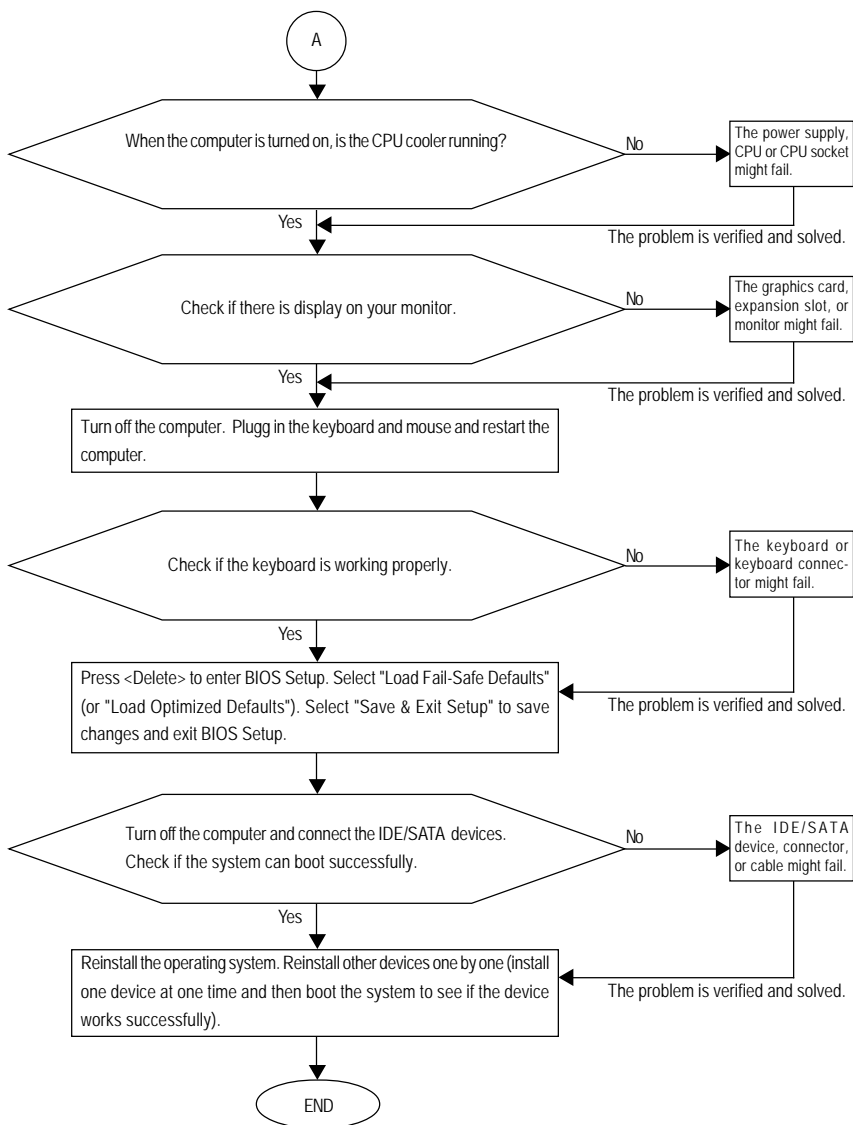 A
When the computer is turned on, is the CPU cooler running?
No
The power supply,
CPU or CPU socket
might fail.
Yes
The problem is verified and solved.
Check if there is display on your monitor.
No
The graphics card,
expansion slot, or
monitor might fail.
Yes
The problem is verified and solved.
Turn off the computer. Plugg in the keyboard and mouse and restart the
computer.
Check if the keyboard is working properly.
No
The keyboard or
keyboard connec-
tor might fail.
Yes
Press <Delete> to enter BIOS Setup. Select "Load Fail-Safe Defaults"
(or "Load Optimized Defaults"). Select "Save & Exit Setup" to save
changes and exit BIOS Setup.
The problem is verified and solved.
Turn off the computer and connect the IDE/SATA devices.
Check if the system can boot successfully.
No
The IDE/SATA
device, connector,
or cable might fail.
Yes
Reinstall the operating system. Reinstall other devices one by one (install
one device at one time and then boot the system to see if the device
works successfully).
The problem is verified and solved.
END